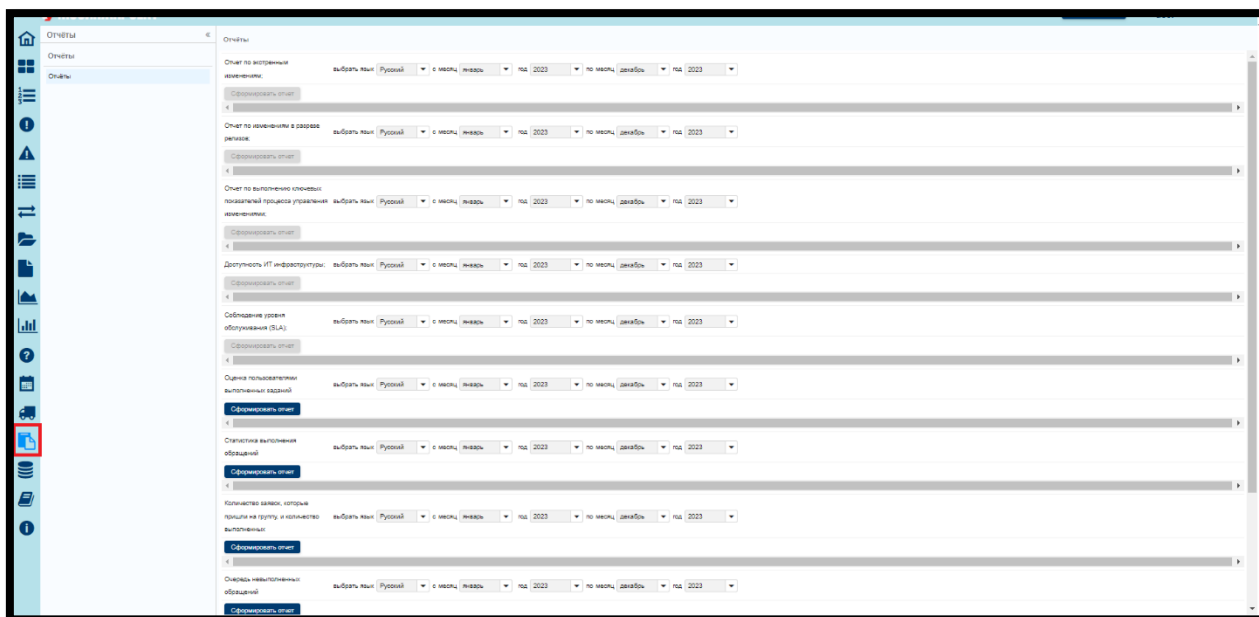 Отчёты «
Отчёты
Отчёты
Отчёты
Отчет по экстренным
изменениям;
выбрать язык Русский с месяц январь год 2023 по месяц декабрь год 2023
Сформировать отчет
Отчет по изменениям в разрезе
релизов;
выбрать язык Русский с месяц январь год 2023 по месяц декабрь год 2023
Сформировать отчет
Отчет по выполнению ключевых
показателей процесса управления
изменениями;
выбрать язык Русский с месяц январь год 2023 по месяц декабрь год 2023
Сформировать отчет
Доступность ИТ инфраструктуры; выбрать язык Русский с месяц январь год 2023 по месяц декабрь год 2023
Сформировать отчет
Соблюдение уровня
обслуживания (SLA);
выбрать язык Русский с месяц январь год 2023 по месяц декабрь год 2023
Сформировать отчет
Оценка пользователями
выполненных заданий
выбрать язык Русский с месяц январь год 2023 по месяц декабрь год 2023
Сформировать отчет
Статистика выполнения
обращений
выбрать язык Русский с месяц январь год 2023 по месяц декабрь год 2023
Сформировать отчет
Количество заявок, которые
пришли на группу, и количество
выполненных
выбрать язык Русский с месяц январь год 2023 по месяц декабрь год 2023
Сформировать отчет
Очередь невыполненных
обращений
выбрать язык Русский с месяц январь год 2023 по месяц декабрь год 2023
Сформировать отчет